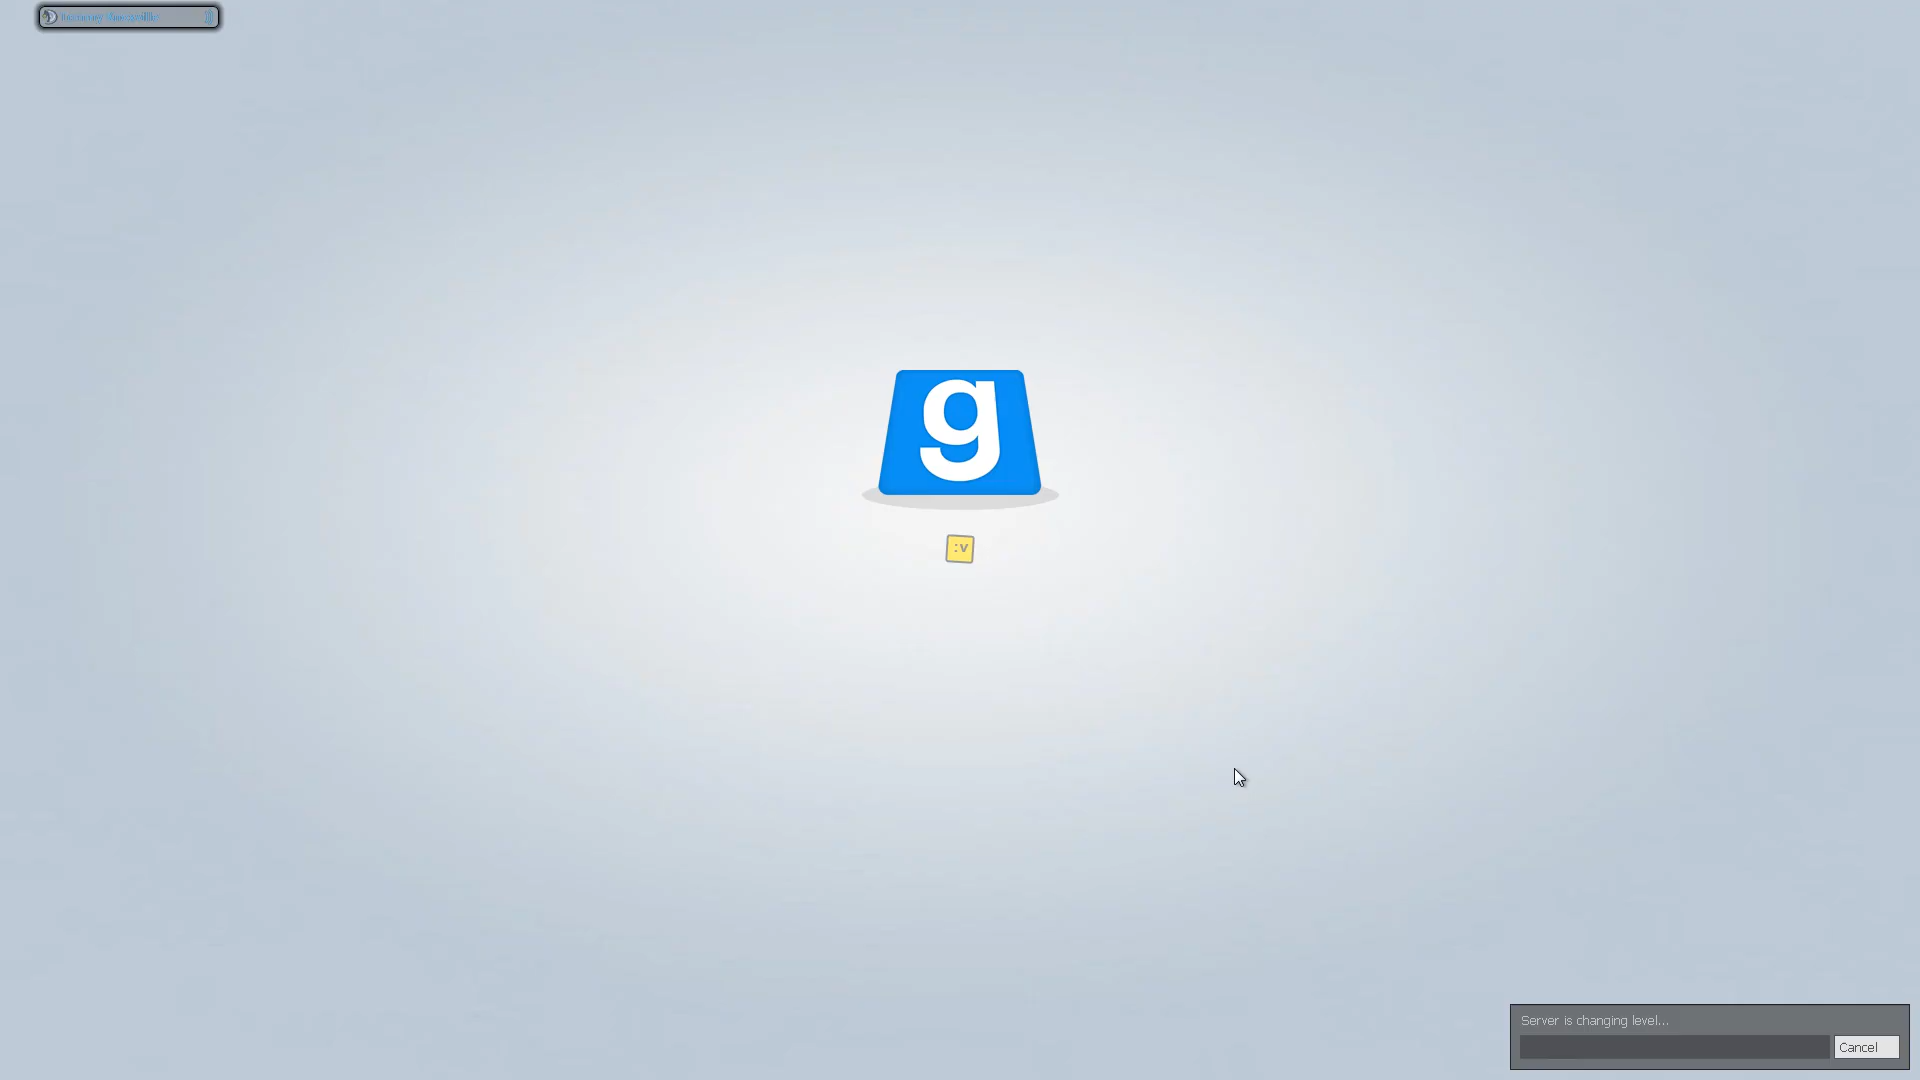 g
:v
Server is changing level...
Cancel